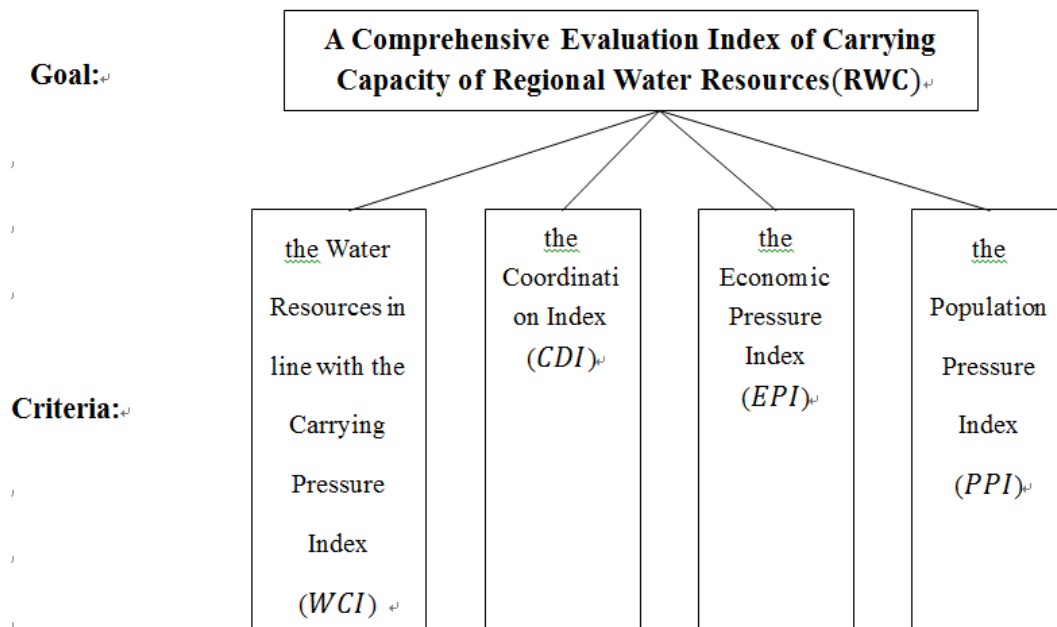 A Comprehensive Evaluation Index of Carrying
Capacity of Regional Water Resources(RWC)
Goal:
the Water
Resources in
line with the
Carrying
Pressure
Index
(WCI)
the
Coordinati
on Index
(CDI)
the
Economic
Pressure
Index
(EPI)
the
Population
Pressure
Index
(PPI)
Criteria: